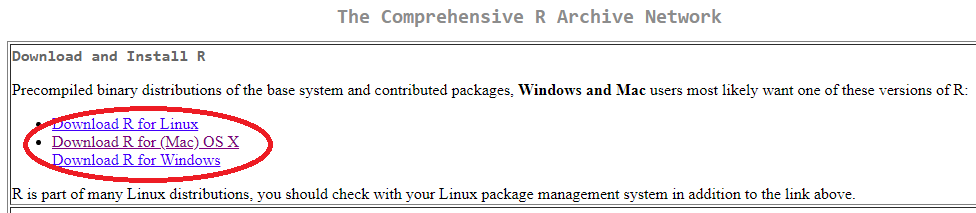 The Comprehensive R Archive Network
Download and Install R
Precompiled binary distributions of the base system and contributed packages, Windows and Mac users most likely want one of these versions of R:
Download R for Linux
Download R for (Mac) OS X
Download R for Windows
R is part of many Linux distributions, you should check with your Linux package management system in addition to the link above.